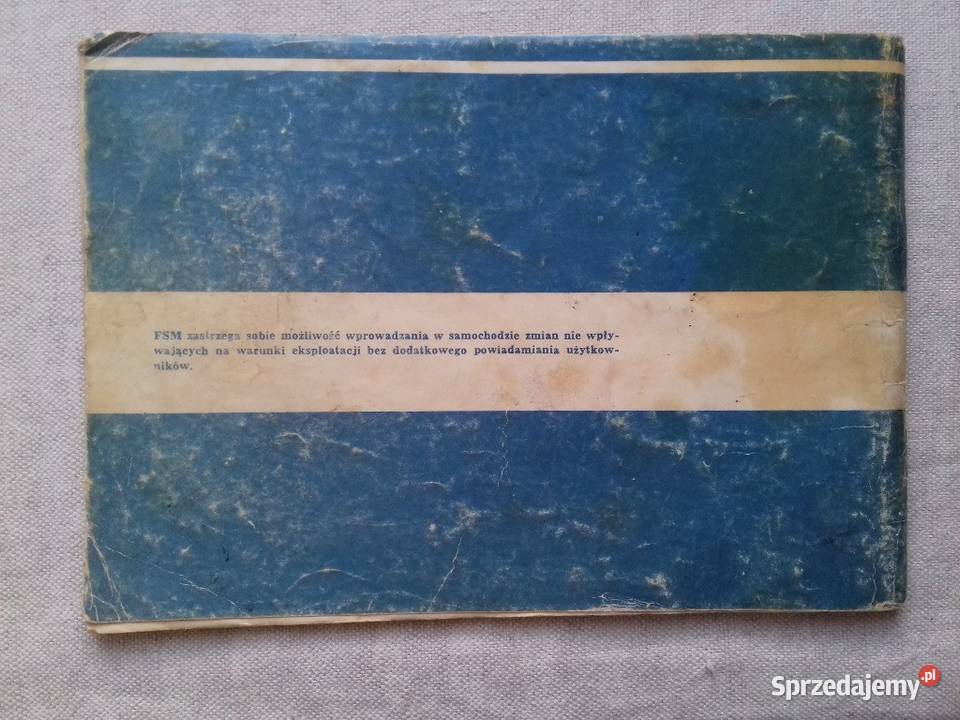 FSM zastrzega sobie możliwość wprowadzania w samochodzie zmian nie wpły-
wających na warunki eksploatacji bez dodatkowego powiadamiania użytkow-
ników.
Sprzedajemy.pl